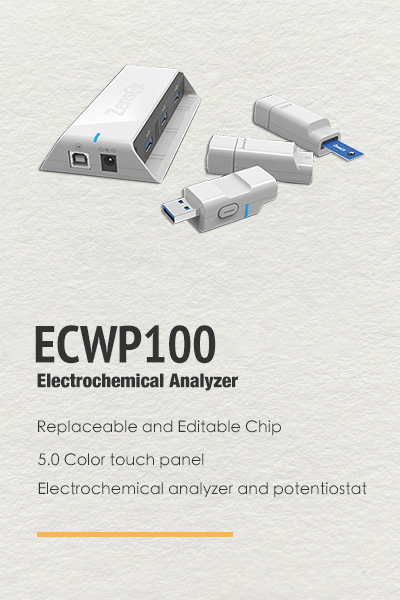 ECWP100
Electrochemical Analyzer
Replaceable and Editable Chip
5.0 Color touch panel
Electrochemical analyzer and potentiostat